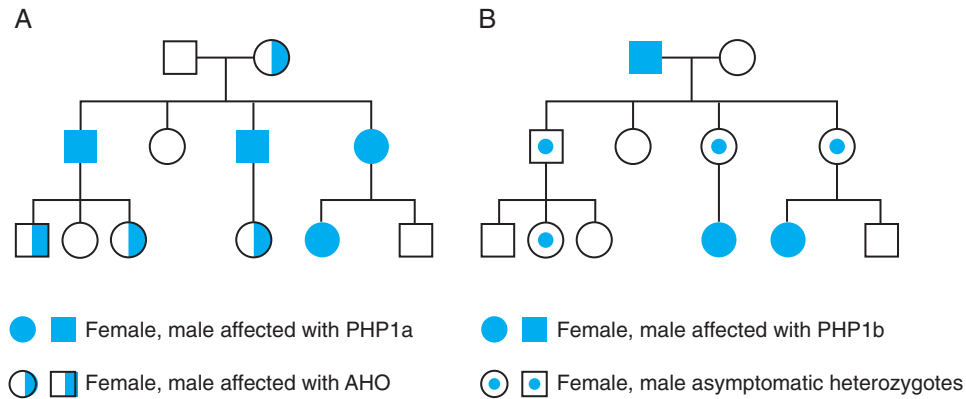 A
B
Female, male affected with PHP1a
Female, male affected with PHP1b
Female, male affected with AHO
Female, male asymptomatic heterozygotes